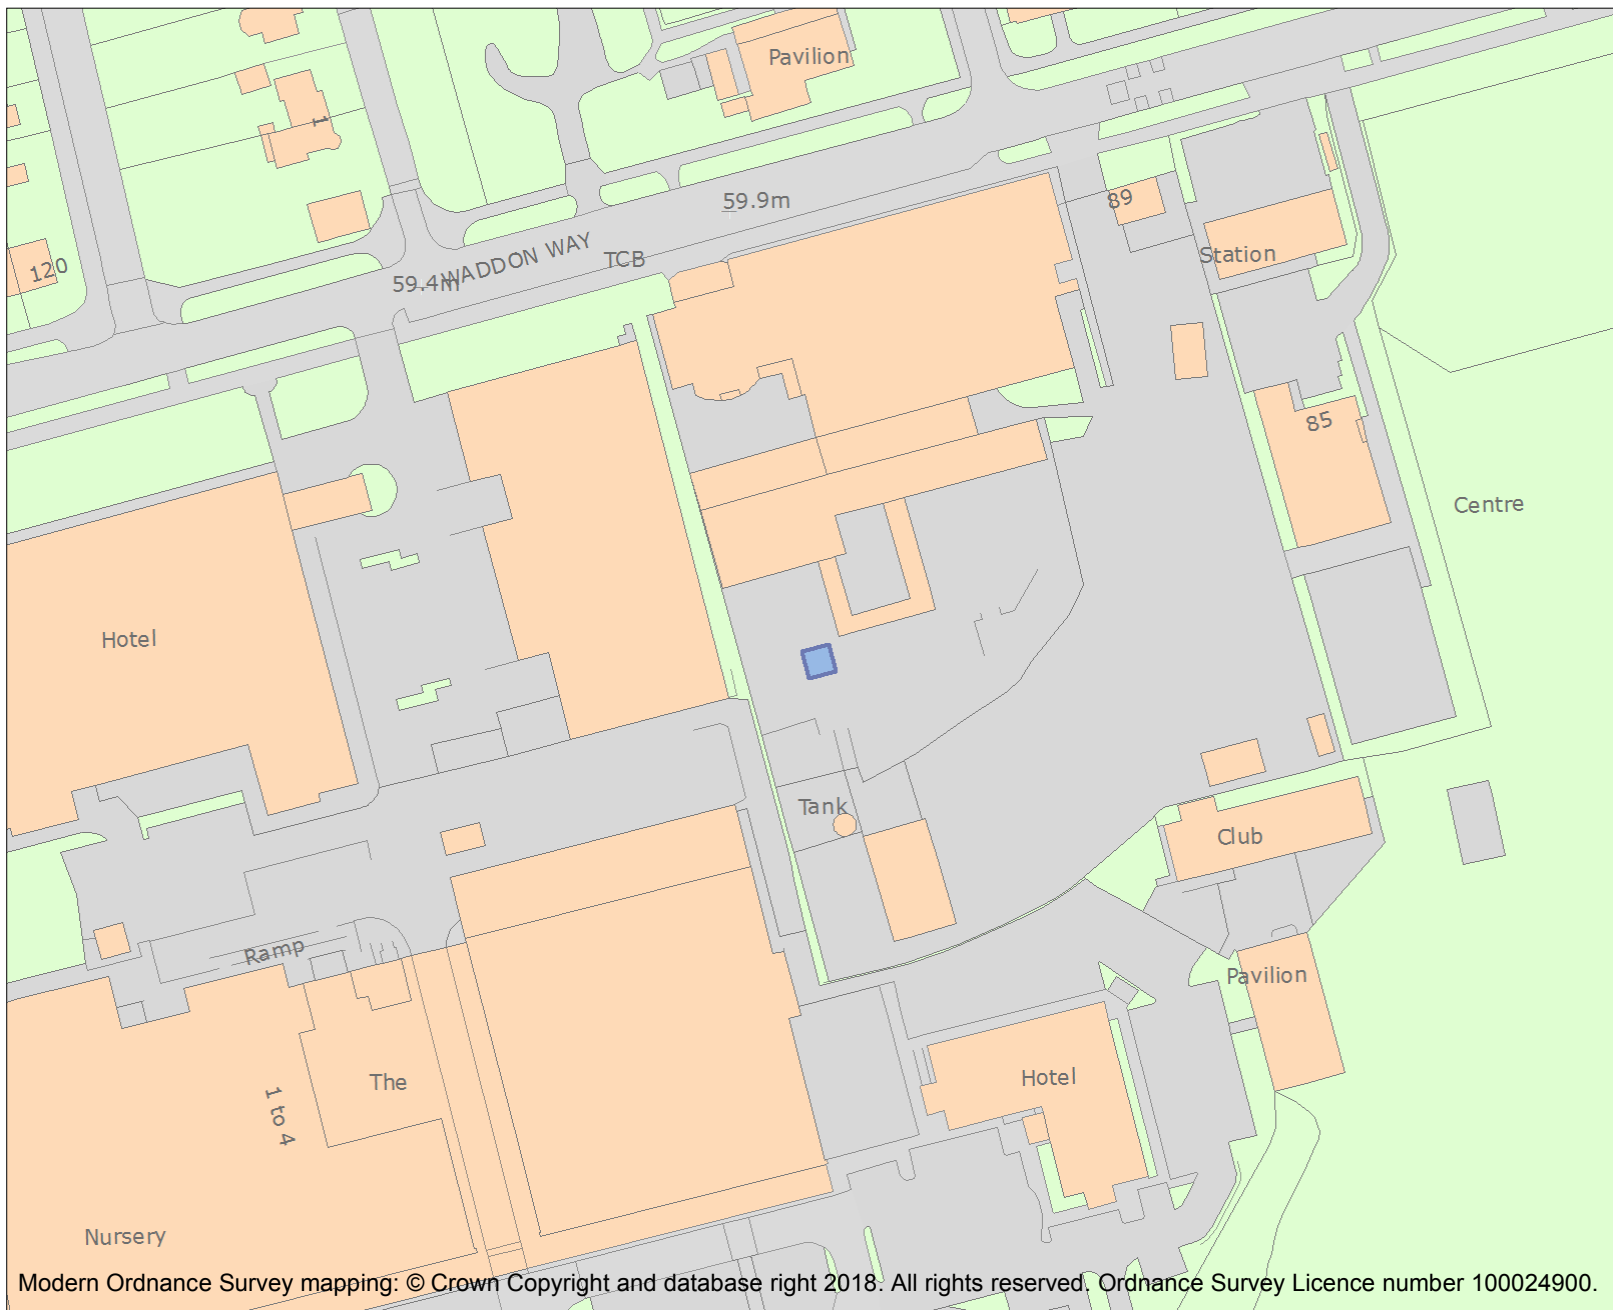 Pavilion
1
59.9m
89
WADDON WAY
TCB
Station
120
59.4m
85
Centre
Hotel
Tank
Club
Ramp
Pavilion
Hotel
The
1 to 4
Nursery
Modern Ordnance Survey mapping: © Crown Copyright and database right 2018. All rights reserved. Ordnance Survey Licence number 100024900.